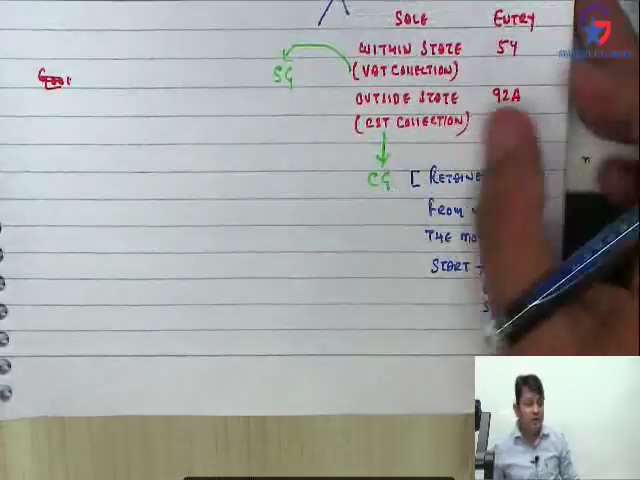 SALE ENTRY
WITHIN STATE 54
(VAT COLLECTION)
SG
OUTSIDE STATE 92A
(CST COLLECTION)
CG [ RETAINE
FROM
THE MO
START